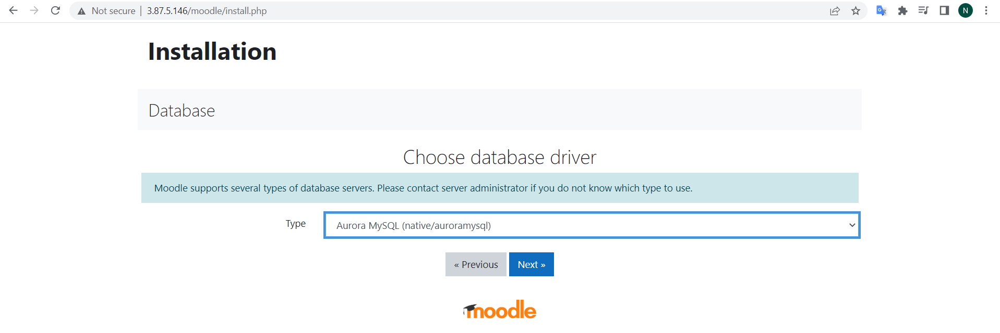 Not secure | 3.87.5.146/moodle/install.php
N
Installation
Database
Choose database driver
Moodle supports several types of database servers. Please contact server administrator if you do not know which type to use.
Type
Aurora MySQL (native/auroramysql)
« Previous
Next »
moodle